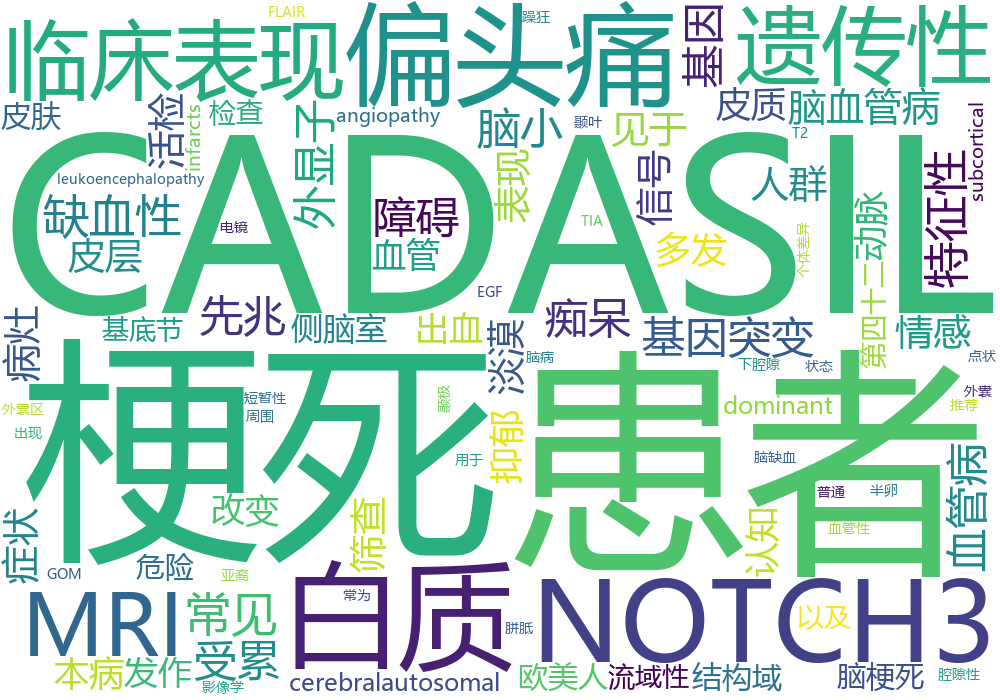 FLAIR
躁狂
临床表现
偏头痛
基因
遗传性
皮肤
活检
检查
infarcts
外显子
angiopathy
脑小
颞叶
见于
皮质
脑血管病
T2
subcortical
CADASIL
leukoencephalopathy
缺血性
电镜
障碍
表现
TIA
信号
人群
个体差异
第四十二动脉
特征性
皮层
血管
多发
EGF
病灶
基底节
先兆
侧脑室
出血
淡漠
痴呆
基因突变
情感
梗死
患者
脑病
下腔隙
状态
点状
外囊区
短暂性
周围
颞极
外囊
推荐
dominant
出现
抑郁
用于
脑缺血
血管病
症状
改变
筛查
认知
普通
半卵
血管性
GOM
危险
亚裔
MRI
常见
白质
常为
胼胝
NOTCH3
以及
本病
发作
受累
影像学
cerebralautosomal
欧美人
流域性
结构域
脑梗死
腔隙性